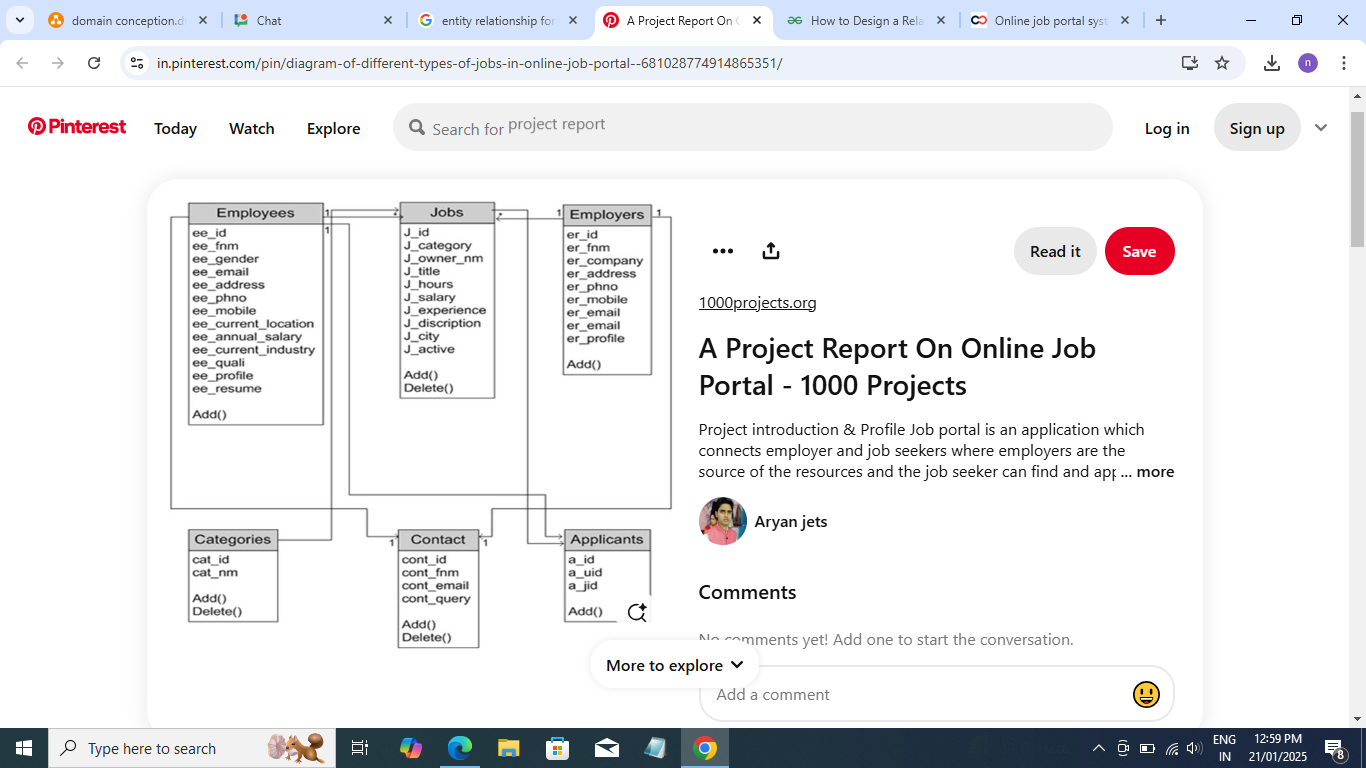 domain conception.d
Chat
entity relationship for
A Project Report On O
How to Design a Rela
Online job portal syst
in.pinterest.com/pin/diagram-of-different-types-of-jobs-in-online-job-portal--681028774914865351/
n
Pinterest
Today
Watch
Explore
Search for project report
Log in
Sign up
Employees
ee_id
ee_fnm
ee_gender
ee_email
ee_address
ee_phno
ee_mobile
ee_current_location
ee_annual_salary
ee_current_industry
ee_quali
ee_profile
ee_resume
Add()
1
1
*
Jobs
J_id
J_category
J_owner_nm
J_title
J_hours
J_salary
J_experience
J_discription
J_city
J_active
Add()
Delete()
*
1
Employers
er_id
er_fnm
er_company
er_address
er_phno
er_mobile
er_email
er_email
er_profile
Add()
1
Categories
cat_id
cat_nm
Add()
Delete()
1
Contact
cont_id
cont_fnm
cont_email
cont_query
Add()
Delete()
1
Applicants
a_id
a_uid
a_jid
Add()
Read it
Save
1000projects.org
A Project Report On Online Job
Portal - 1000 Projects
Project introduction & Profile Job portal is an application which
connects employer and job seekers where employers are the
source of the resources and the job seeker can find and app ... more
Aryan jets
Comments
No comments yet! Add one to start the conversation.
More to explore
Add a comment
Type here to search
ENG
IN
12:59 PM
21/01/2025
8